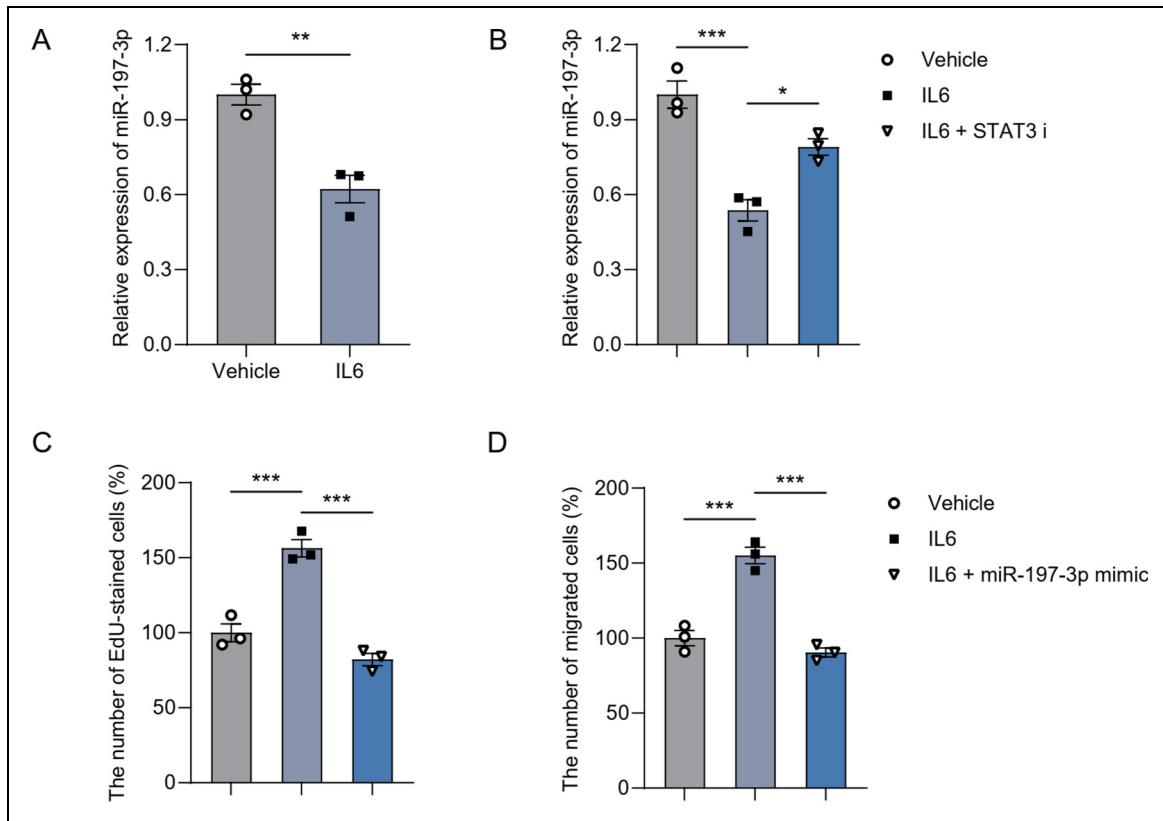 A
Relative expression of miR-197-3p
1.2
0.9
0.6
0.3
0.0
**
Vehicle
IL6
B
Relative expression of miR-197-3p
1.2
0.9
0.6
0.3
0.0
***
*
Vehicle
IL6
IL6 + STAT3 i
C
The number of EdU-stained cells (%)
200
150
100
50
0
***
***
D
The number of migrated cells (%)
200
150
100
50
0
***
***
Vehicle
IL6
IL6 + miR-197-3p mimic